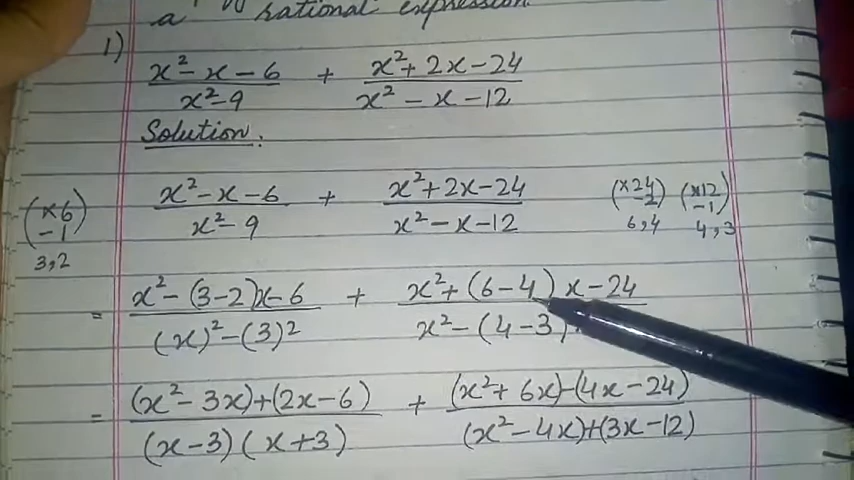 a rational expression.
1) (x² - x - 6)/(x² - 9) + (x² + 2x - 24)/(x² - x - 12)
Solution:
(x6 -1) 3,2
(x² - x - 6)/(x² - 9) + (x² + 2x - 24)/(x² - x - 12)
(x24 -2) 6,4 (x12 -1) 4,3
= (x² - (3-2)x - 6)/((x)² - (3)²) + (x² + (6-4)x - 24)/(x² - (4-3)
= ((x² - 3x)+(2x-6))/((x-3)(x+3)) + ((x² + 6x)-(4x-24))/((x² - 4x)+(3x-12))